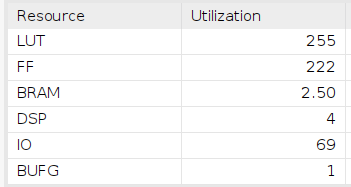 Resource Utilization
LUT 255
FF 222
BRAM 2.50
DSP 4
IO 69
BUFG 1